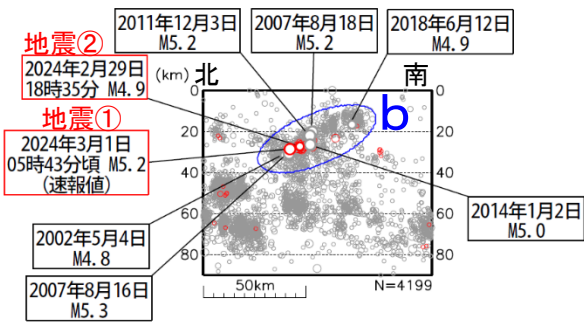 2011年12月3日
M5.2
2007年8月18日
M5.2
2018年6月12日
M4.9
地震②
2024年2月29日
18時35分 M4.9
(km)
北
南
b
地震①
2024年3月1日
05時43分頃 M5.2
(速報値)
0
20
40
60
80
0
20
40
60
80
2002年5月4日
M4.8
2007年8月16日
M5.3
2014年1月2日
M5.0
50km
N=4199